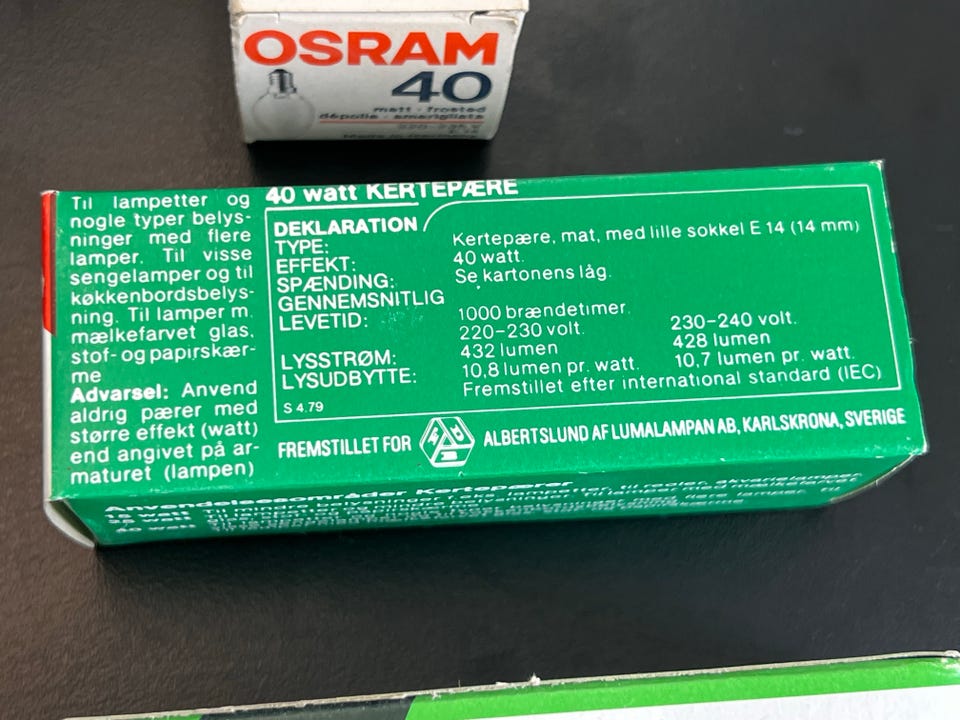 OSRAM
40
matt · frosted
dépolie · smerigliata
Til lampetter og
nogle typer belys-
ninger med flere
lamper. Til visse
sengelamper og til
køkkenbordsbelys-
ning. Til lamper m.
mælkefarvet glas,
stof- og papirskær-
me
Advarsel: Anvend
aldrig pærer med
større effekt (watt)
end angivet på ar-
maturet (lampen)
40 watt KERTEPÆRE
DEKLARATION
TYPE: Kertepære, mat, med lille sokkel E 14 (14 mm)
EFFEKT: 40 watt.
SPÆNDING: Se kartonens låg.
GENNEMSNITLIG
LEVETID: 1000 brændetimer.
220-230 volt. 230-240 volt.
LYSSTRØM: 432 lumen 428 lumen
LYSUDBYTTE: 10,8 lumen pr. watt. 10,7 lumen pr. watt.
Fremstillet efter international standard (IEC)
S 4.79
FREMSTILLET FOR ALBERTSLUND AF LUMALAMPAN AB, KARLSKRONA, SVERIGE
Anvendelsesområder Kertepærer